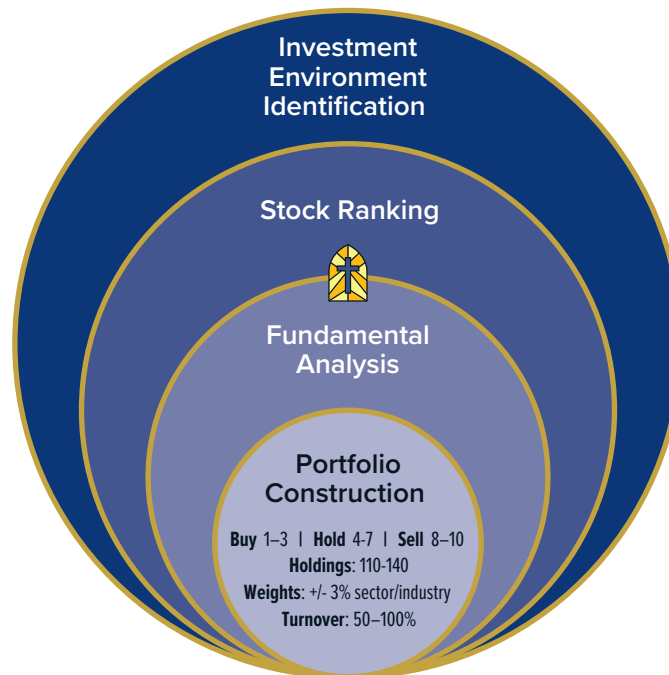 Investment
Environment
Identification
Stock Ranking
Fundamental
Analysis
Portfolio
Construction
Buy 1–3 | Hold 4-7 | Sell 8–10
Holdings: 110-140
Weights: +/- 3% sector/industry
Turnover: 50–100%